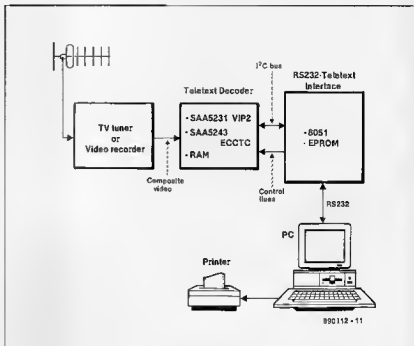 I²C bus
RS232-Teletext
Interface
Teletext Decoder
TV tuner
or
Video recorder
- SAA5231 VIP2
- SAA5243
ECCTC
- RAM
- 8051
- EPROM
Composite
video
Control
lines
RS232
PC
Printer
890112 - 11